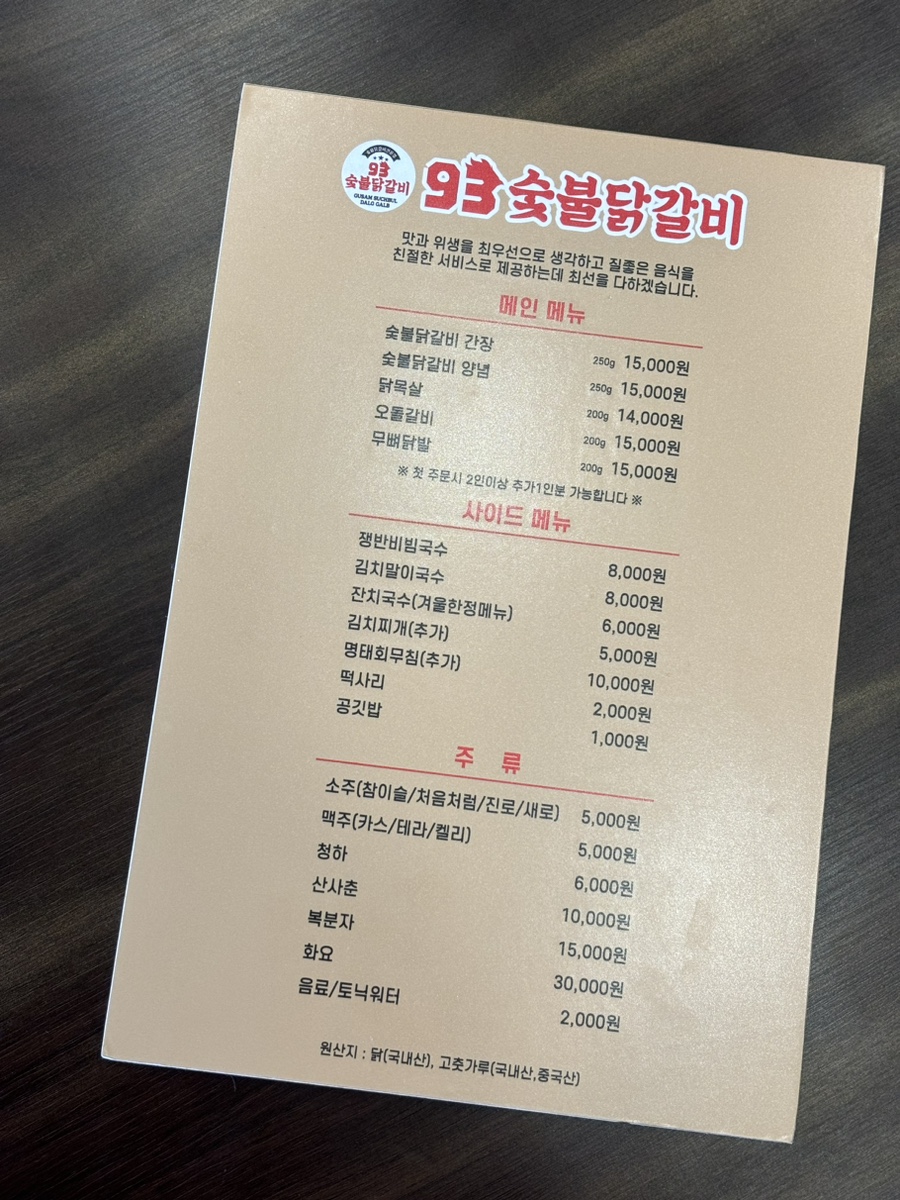 93
숯불닭갈비
GUSAM SUCHBUL
DALG GALB
93 숯불닭갈비
맛과 위생을 최우선으로 생각하고 질좋은 음식을
친절한 서비스로 제공하는데 최선을 다하겠습니다.
메인 메뉴
숯불닭갈비 간장 250g 15,000원
숯불닭갈비 양념 250g 15,000원
닭목살 200g 14,000원
오돌갈비 200g 15,000원
무뼈닭발 200g 15,000원
※ 첫 주문시 2인이상 추가1인분 가능합니다 ※
사이드 메뉴
쟁반비빔국수 8,000원
김치말이국수 8,000원
잔치국수(겨울한정메뉴) 6,000원
김치찌개(추가) 5,000원
명태회무침(추가) 10,000원
떡사리 2,000원
공깃밥 1,000원
주 류
소주(참이슬/처음처럼/진로/새로) 5,000원
맥주(카스/테라/켈리) 5,000원
청하 6,000원
산사춘 10,000원
복분자 15,000원
화요 30,000원
음료/토닉워터 2,000원
원산지 : 닭(국내산), 고춧가루(국내산,중국산)